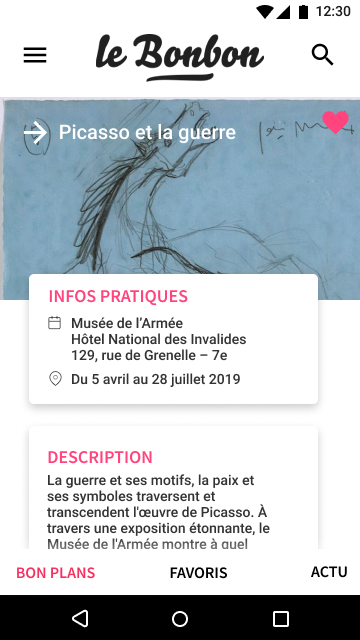 12:30
le Bonbon
Picasso et la guerre
INFOS PRATIQUES
Musée de l'Armée
Hôtel National des Invalides
129, rue de Grenelle – 7e
Du 5 avril au 28 juillet 2019
DESCRIPTION
La guerre et ses motifs, la paix et
ses symboles traversent et
transcendent l'œuvre de Picasso. À
travers une exposition étonnante, le
Musée de l'Armée montre à quel
BON PLANS
FAVORIS
ACTU